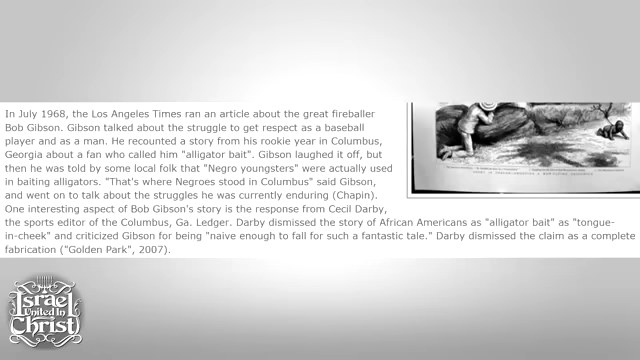 In July 1968, the Los Angeles Times ran an article about the great fireballer
Bob Gibson. Gibson talked about the struggle to get respect as a baseball
player and as a man. He recounted a story from his rookie year in Columbus,
Georgia about a fan who called him "alligator bait". Gibson laughed it off, but
then he was told by some local folk that "Negro youngsters" were actually used
in baiting alligators. "That's where Negroes stood in Columbus" said Gibson,
and went on to talk about the struggles he was currently enduring (Chapin).
One interesting aspect of Bob Gibson's story is the response from Cecil Darby,
the sports editor of the Columbus, Ga. Ledger. Darby dismissed the story of African Americans as "alligator bait" as "tongue-
in-cheek" and criticized Gibson for being "naive enough to fall for such a fantastic tale." Darby dismissed the claim as a complete
fabrication ("Golden Park", 2007).
Israel
United In
Christ